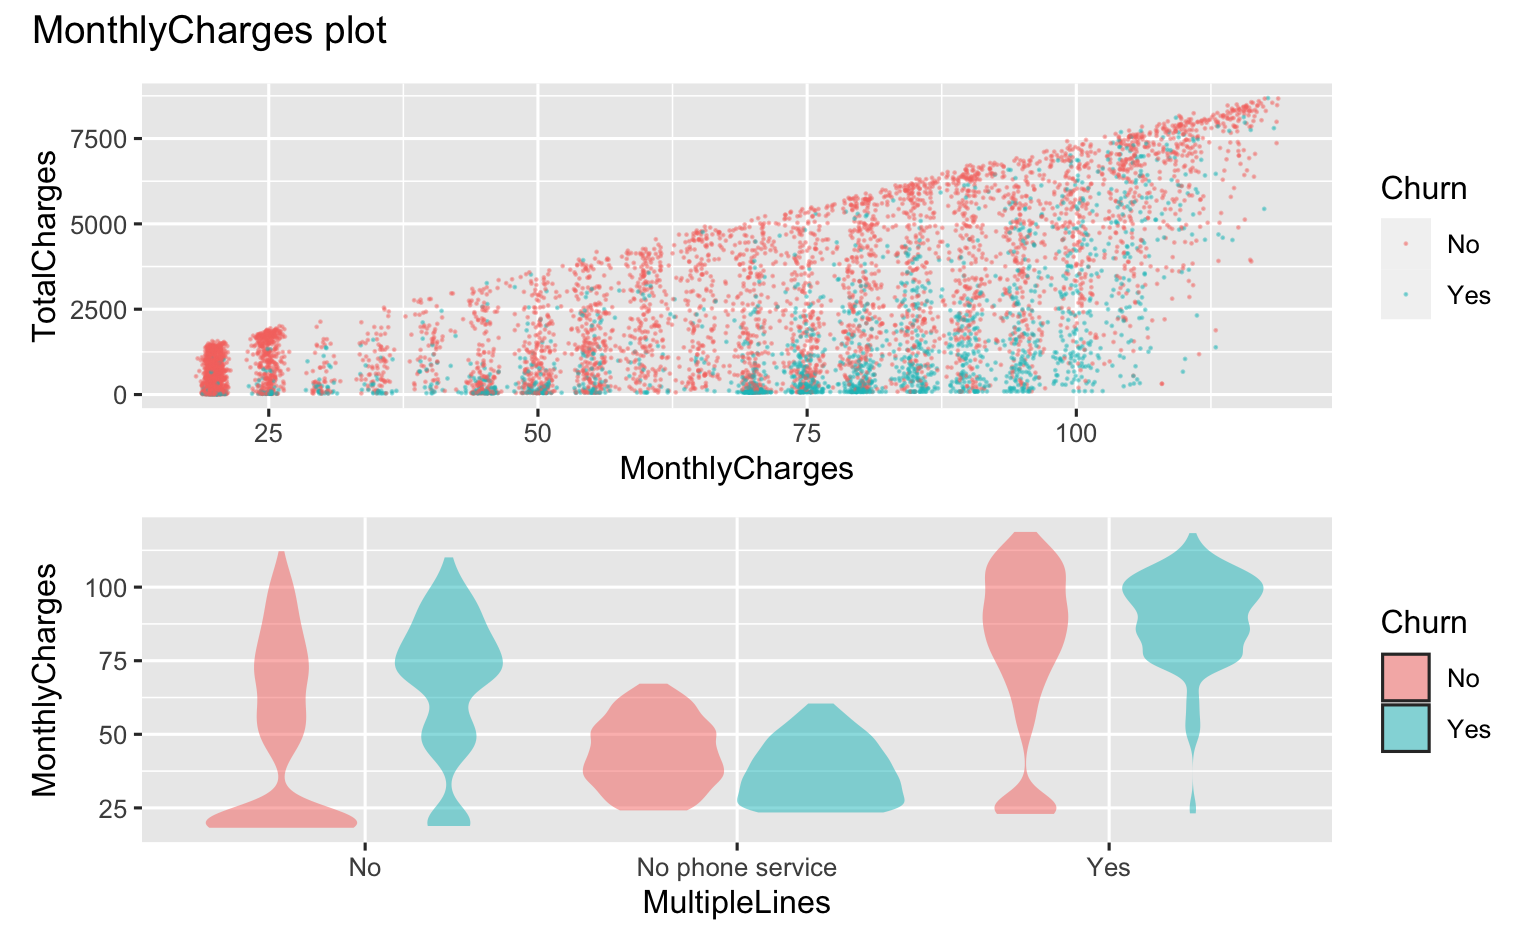 MonthlyCharges plot
TotalCharges
7500
5000
2500
0
25 50 75 100
MonthlyCharges
Churn
No
Yes
MonthlyCharges
100
75
50
25
No No phone service Yes
MultipleLines
Churn
No
Yes